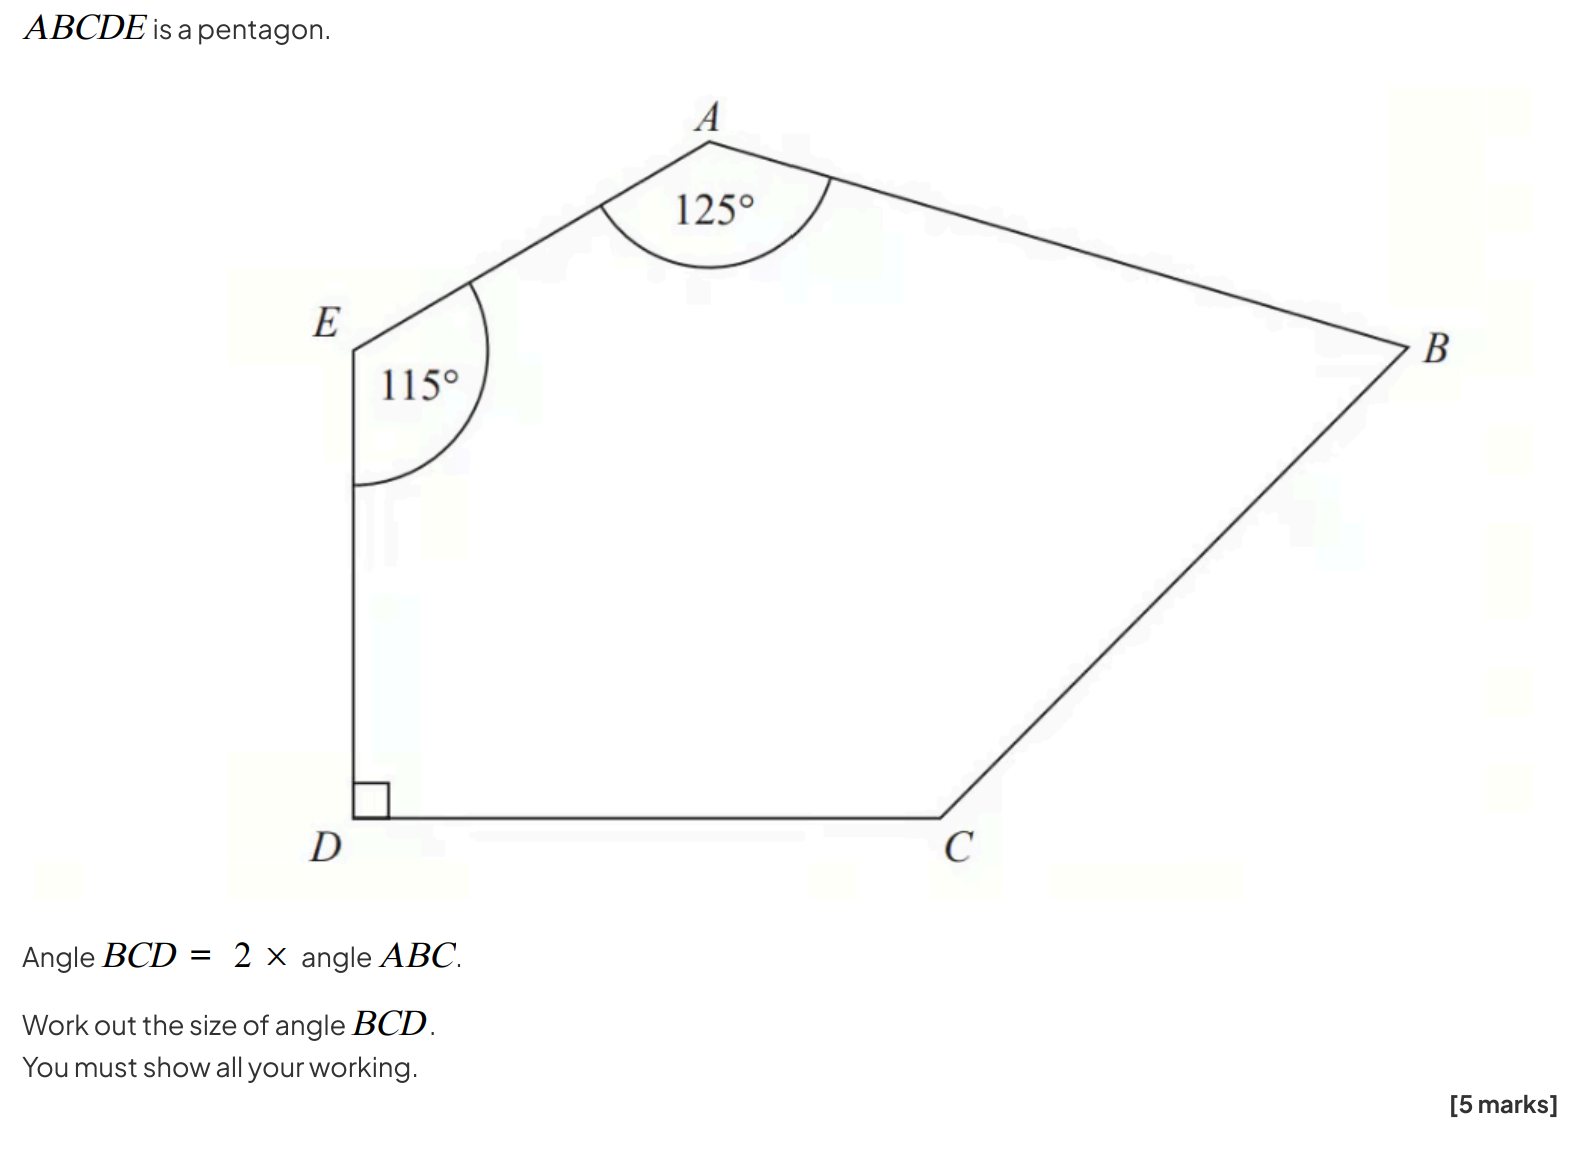 ABCDE is a pentagon.
A
125°
E
B
115°
D
C
Angle BCD = 2 × angle ABC.
Work out the size of angle BCD.
You must show all your working.
[5 marks]